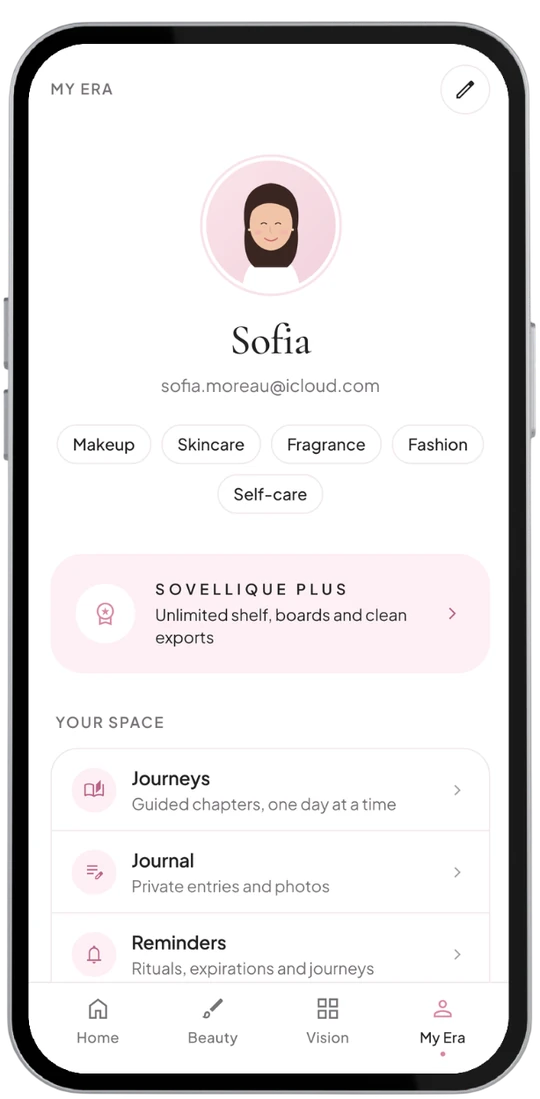 MY ERA
Sofia
sofia.moreau@icloud.com
Makeup
Skincare
Fragrance
Fashion
Self-care
SOVELLIQUE PLUS
Unlimited shelf, boards and clean
exports
YOUR SPACE
Journeys
Guided chapters, one day at a time
Journal
Private entries and photos
Reminders
Rituals, expirations and journeys
Home
Beauty
Vision
My Era